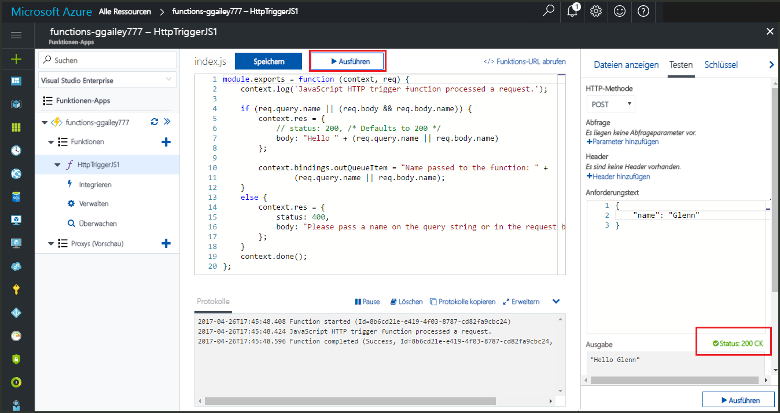 Microsoft Azure Alle Ressourcen > functions-ggailey777 – HttpTriggerJS1
1
functions-ggailey777 – HttpTriggerJS1
Funktionen-Apps
Suchen
Visual Studio Enterprise
Funktionen-Apps
functions-ggailey777
Funktionen
HttpTriggerJS1
Integrieren
Verwalten
Überwachen
Proxys (Vorschau)
index.js Speichern Ausführen </> Funktions-URL abrufen
1 module.exports = function (context, req) {
2 context.log('JavaScript HTTP trigger function processed a request.');
3
4 if (req.query.name || (req.body && req.body.name)) {
5 context.res = {
6 // status: 200, /* Defaults to 200 */
7 body: "Hello " + (req.query.name || req.body.name)
8 };
9
10 context.bindings.outQueueItem = "Name passed to the function: " +
11 (req.query.name || req.body.name);
12 }
13 else {
14 context.res = {
15 status: 400,
16 body: "Please pass a name on the query string or in the request b
17 };
18 }
19 context.done();
20 };
Protokolle Pause Löschen Protokolle kopieren Erweitern
2017-04-26T17:45:48.408 Function started (Id=8b6cd21e-e419-4f03-8787-cd82fa9cbc24)
2017-04-26T17:45:48.424 JavaScript HTTP trigger function processed a request.
2017-04-26T17:45:48.596 Function completed (Success, Id=8b6cd21e-e419-4f03-8787-cd82fa9cbc24,
Dateien anzeigen Testen Schlüssel
HTTP-Methode
POST
Abfrage
Es liegen keine Abfrageparameter vor.
+Parameter hinzufügen
Header
Es sind keine Header vorhanden.
+Header hinzufügen
Anforderungstext
1 {
2 "name": "Glenn"
3 }
Ausgabe Status: 200 CK
"Hello Glenn"
Ausführen